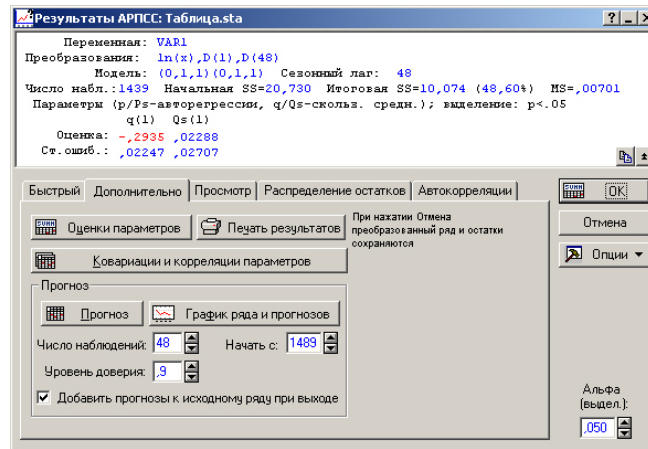 Результаты АРПСС: Таблица.sta
Переменная: VAR1
Преобразования: ln(x),D(1),D(48)
Модель: (0,1,1)(0,1,1) Сезонный лаг: 48
Число набл.:1439 Начальная SS=20,730 Итоговая SS=10,074 (48,60%) MS=,00701
Параметры (p/Ps-авторегрессии, q/Qs-скольз. средн.); выделение: p<.05
q(1) Qs(1)
Оценка: -,2935 ,02288
Ст.ошиб.: ,02247 ,02707
Быстрый Дополнительно Просмотр Распределение остатков Автокорреляции
OK
Отмена
Опции
Оценки параметров Печать результатов
При нажатии Отмена
преобразованный ряд и остатки
сохраняются
Ковариации и корреляции параметров
Прогноз
Прогноз График ряда и прогнозов
Число наблюдений: 48 Начать с: 1489
Уровень доверия: ,9
Добавить прогнозы к исходному ряду при выходе
Альфа
(выдел.):
,050